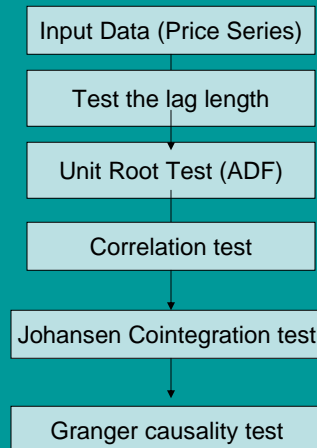 Input Data (Price Series)
Test the lag length
Unit Root Test (ADF)
Correlation test
Johansen Cointegration test
Granger causality test